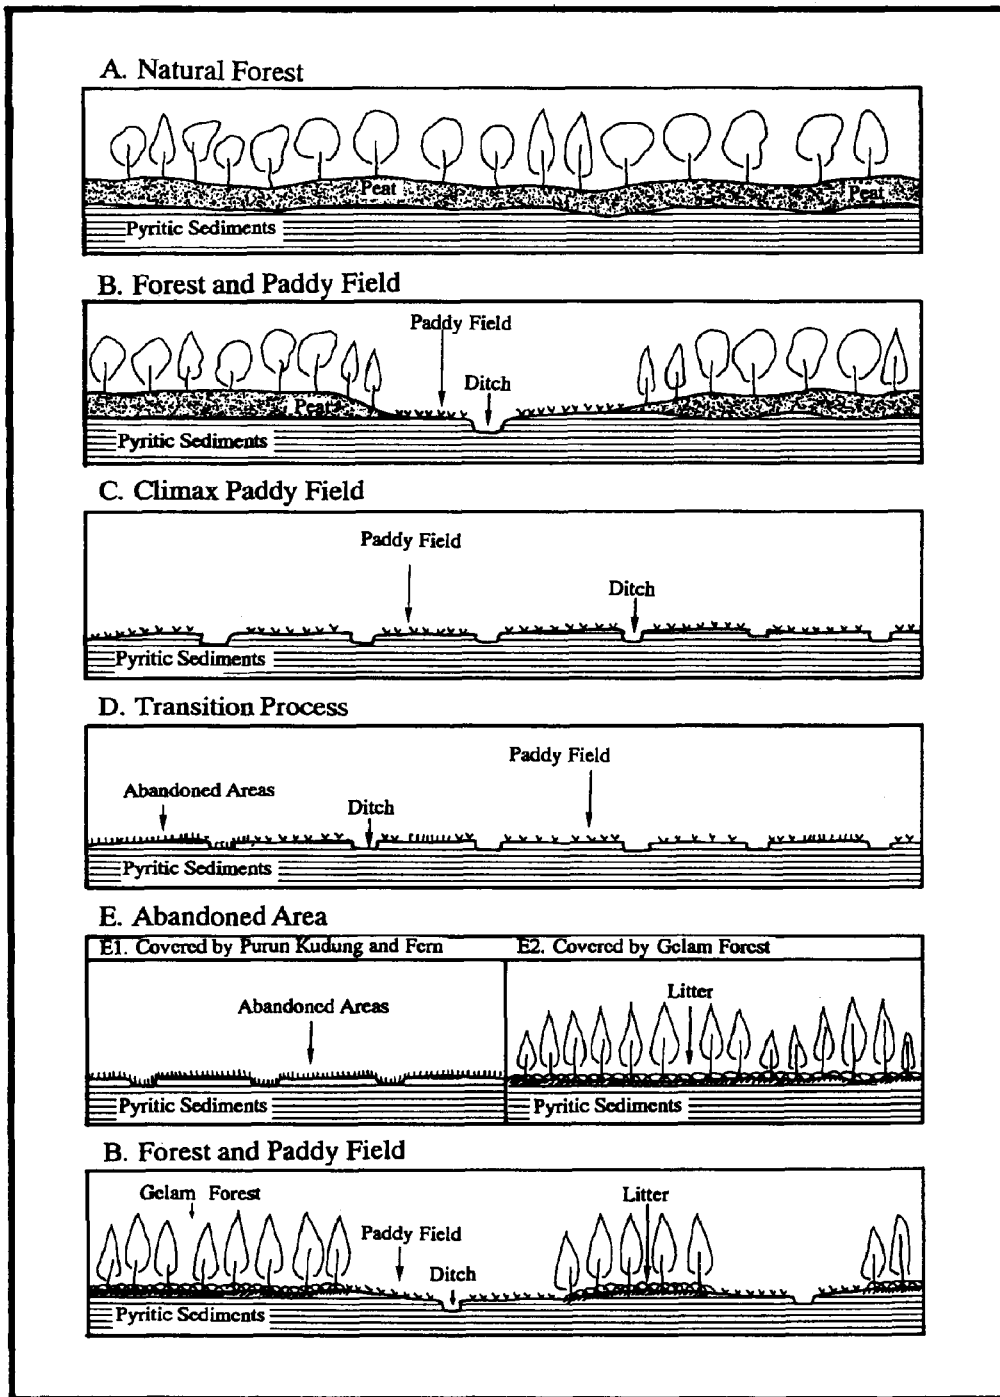 A. Natural Forest
Peat
Peat
Pyritic Sediments
B. Forest and Paddy Field
Paddy Field
Ditch
Peat
Pyritic Sediments
C. Climax Paddy Field
Paddy Field
Ditch
Pyritic Sediments
D. Transition Process
Paddy Field
Abandoned Areas
Ditch
Pyritic Sediments
E. Abandoned Area
E1. Covered by Purun Kudung and Fern
E2. Covered by Gelam Forest
Litter
Abandoned Areas
Pyritic Sediments
Pyritic Sediments
B. Forest and Paddy Field
Gelam Forest
Litter
Paddy Field
Ditch
Pyritic Sediments